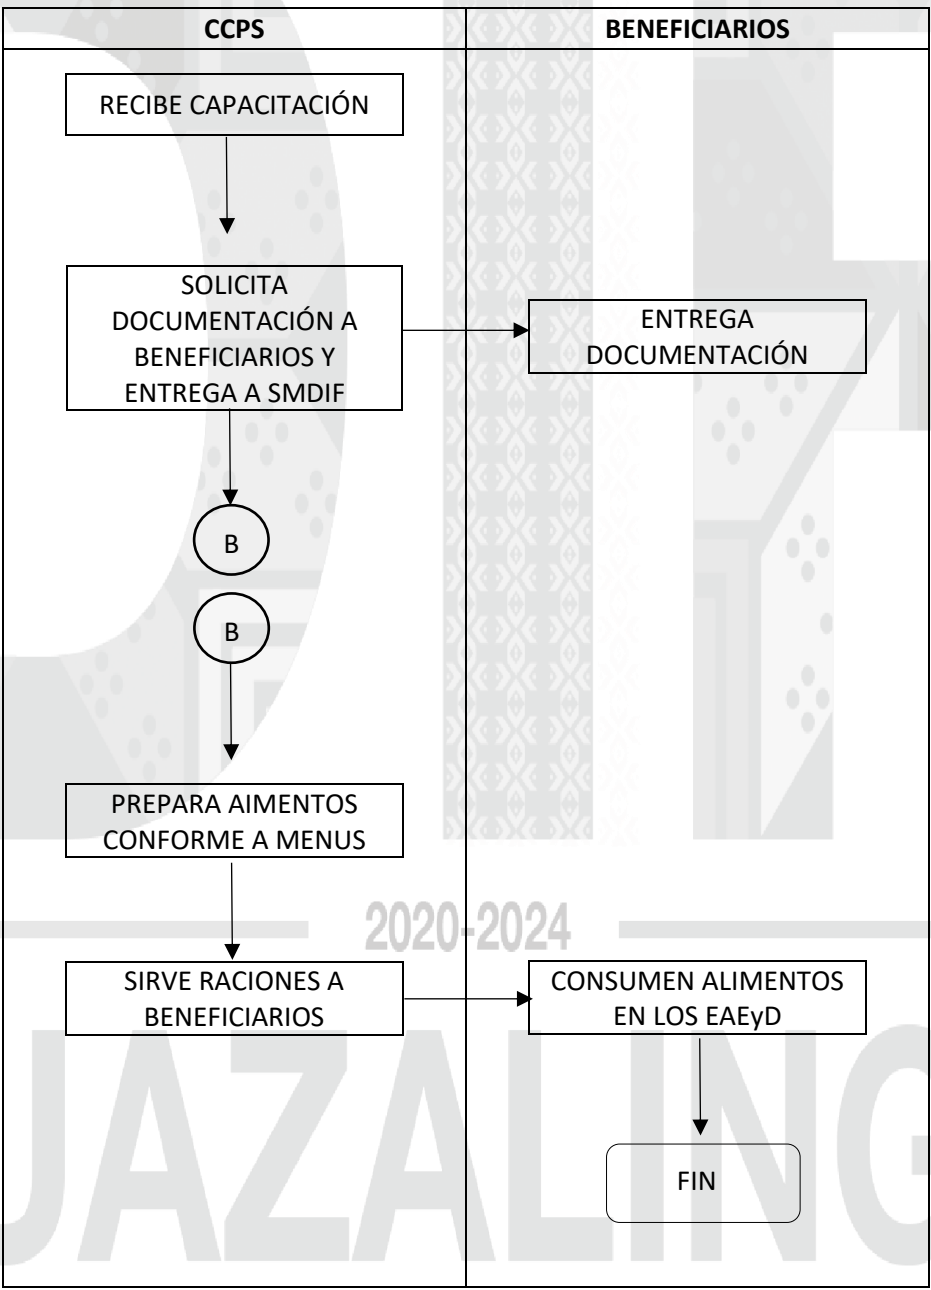 CCPS
BENEFICIARIOS
RECIBE CAPACITACIÓN
SOLICITA
DOCUMENTACIÓN A
BENEFICIARIOS Y
ENTREGA A SMDIF
ENTREGA
DOCUMENTACIÓN
B
B
PREPARA AIMENTOS
CONFORME A MENUS
2020-2024
SIRVE RACIONES A
BENEFICIARIOS
CONSUMEN ALIMENTOS
EN LOS EAEyD
FIN
JAZALING